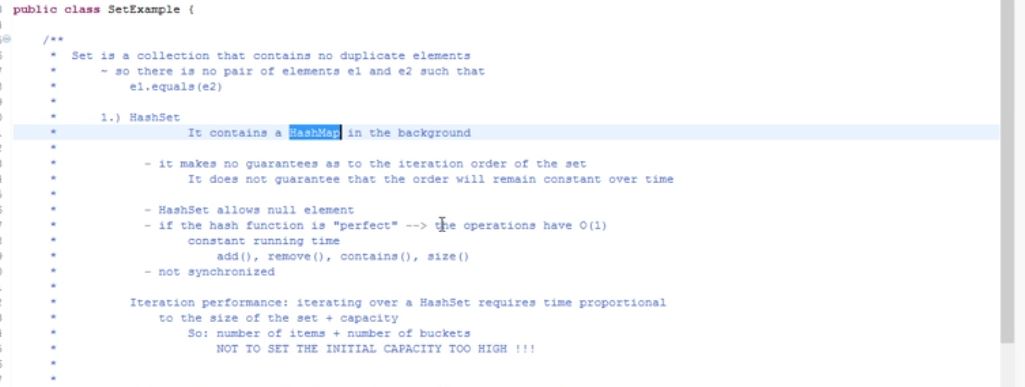 public class SetExample {
/**
* Set is a collection that contains no duplicate elements
* ~ so there is no pair of elements e1 and e2 such that
* e1.equals(e2)
*
* 1.) HashSet
* It contains a HashMap in the background
*
* - it makes no guarantees as to the iteration order of the set
* It does not guarantee that the order will remain constant over time
*
* - HashSet allows null element
* - if the hash function is "perfect" --> the operations have O(1)
* constant running time
* add(), remove(), contains(), size()
* - not synchronized
*
* Iteration performance: iterating over a HashSet requires time proportional
* to the size of the set + capacity
* So: number of items + number of buckets
* NOT TO SET THE INITIAL CAPACITY TOO HIGH !!!
*
*